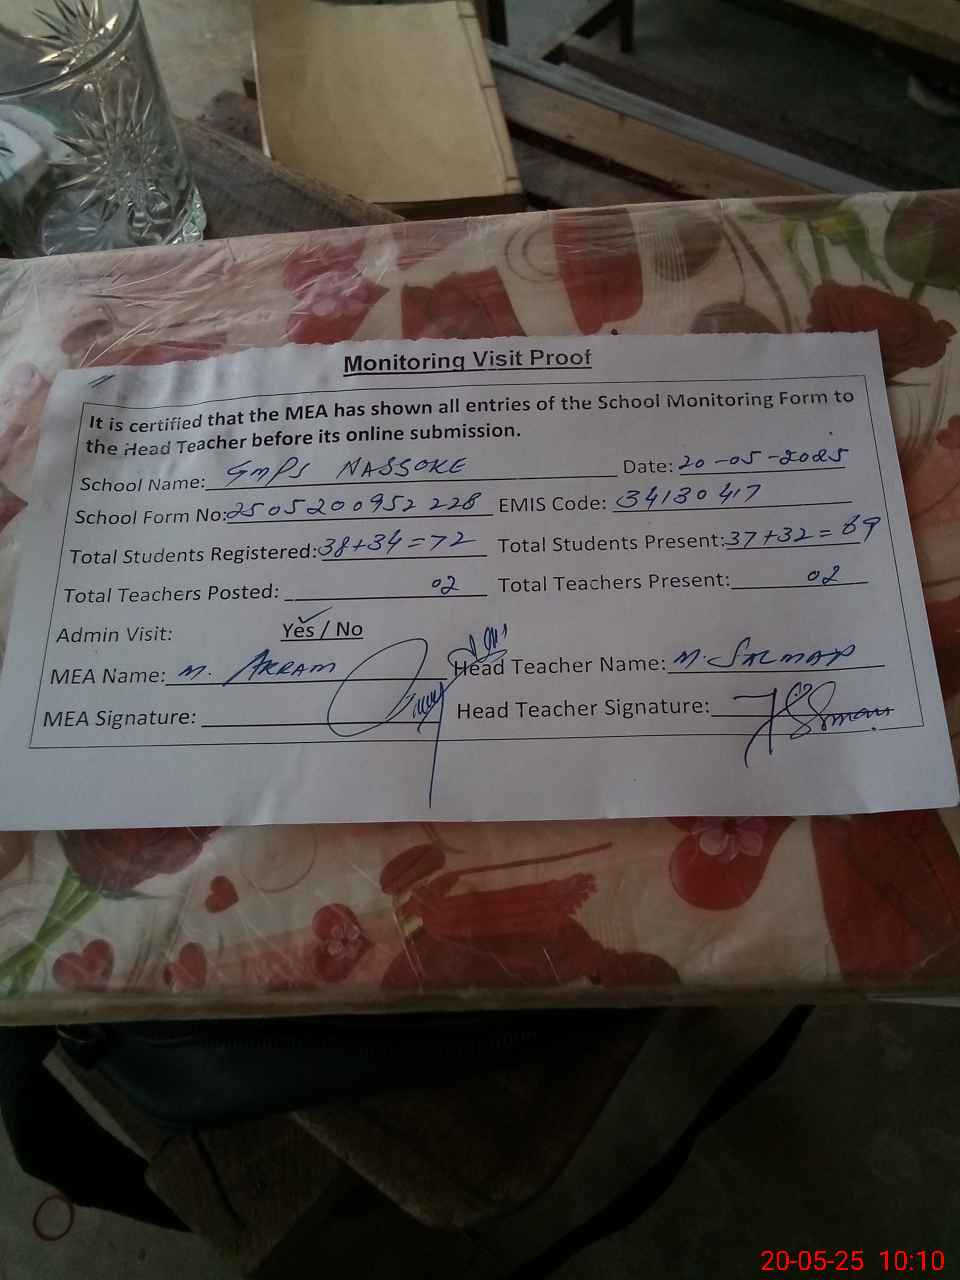 Monitoring Visit Proof
It is certified that the MEA has shown all entries of the School Monitoring Form to
the Head Teacher before its online submission.
School Name: GMPS NASSOKE Date: 20-05-2025
School Form No: 2505200952228 EMIS Code: 34130417
Total Students Registered: 38+34=72 Total Students Present: 37+32=69
Total Teachers Posted: 02 Total Teachers Present: 02
Admin Visit: Yes / No
MEA Name: M. AKRAM Head Teacher Name: M. SALMAN
MEA Signature: Head Teacher Signature:
20-05-25 10:10